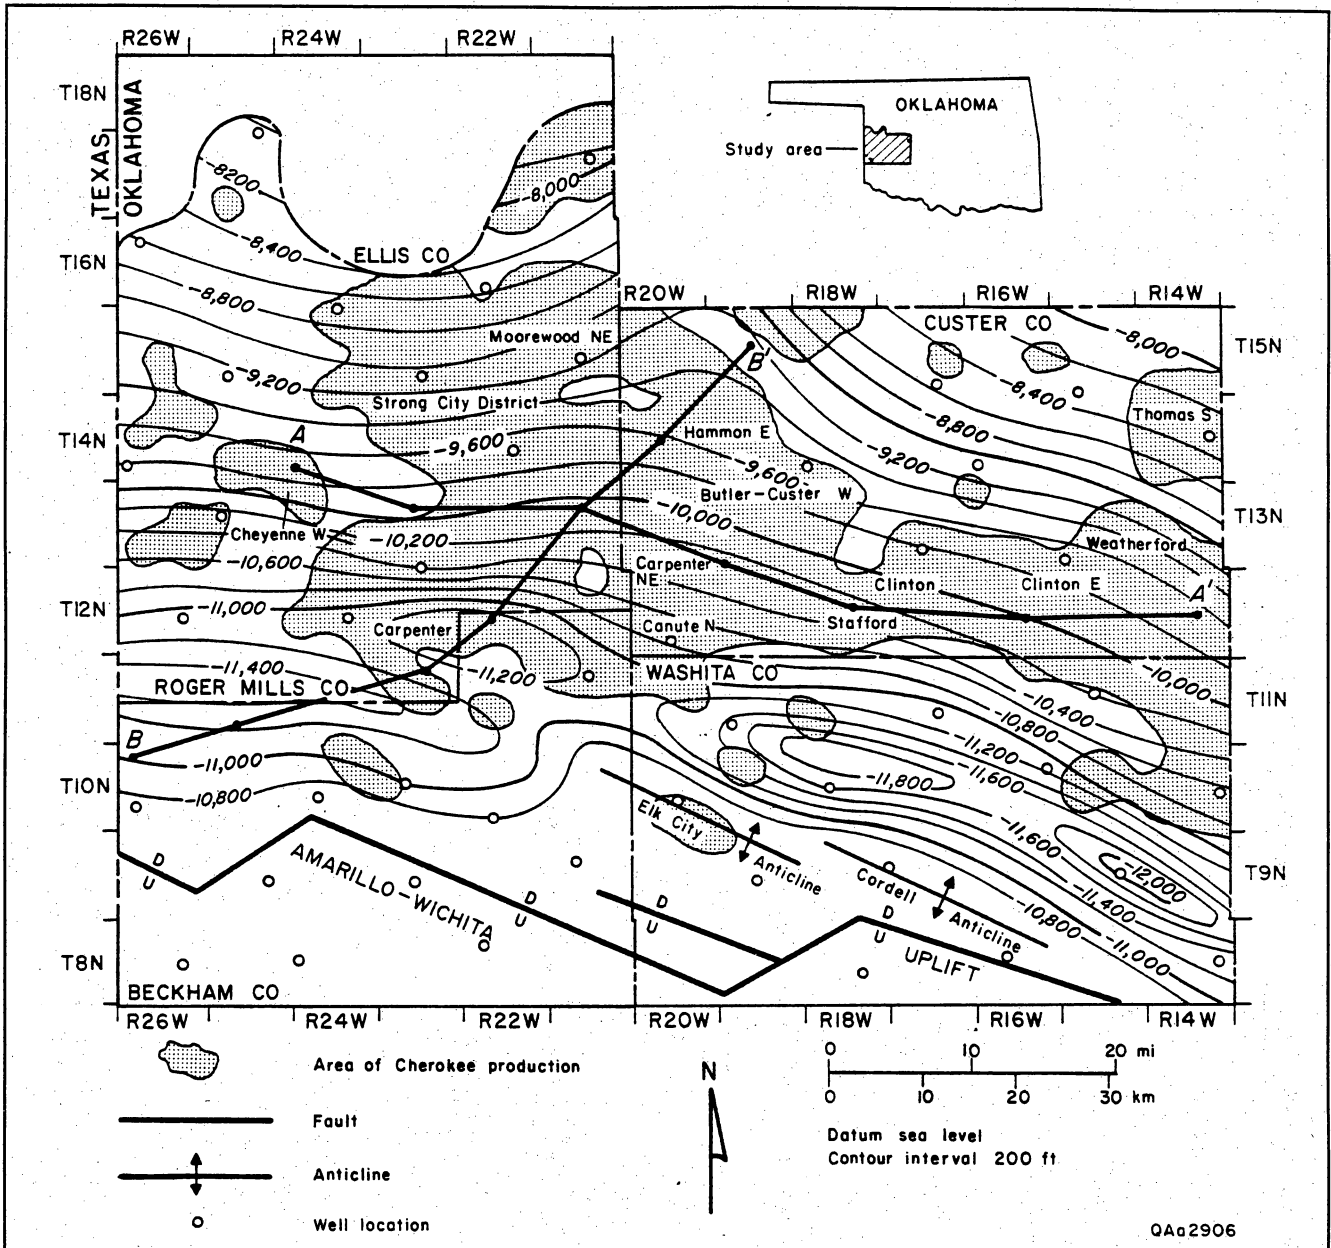 R26W R24W R22W
T18N
TEXAS
OKLAHOMA
OKLAHOMA
Study area
-8200
-8,000
-8,400
ELLIS CO
T16N
-8,800
R20W R18W R16W R14W
CUSTER CO
-8,000
T15N
Moorewood NE
B'
-9,200
-8,400
Strong City District
Thomas S
-8,800
T14N
A
-9,600
Hammon E
-9,200
-9,600
Butler-Custer W
-10,000
T13N
Cheyenne W
-10,200
Weatherford
-10,600
Carpenter NE
Clinton
Clinton E
A'
T12N
-11,000
Carpenter
Canute N
Stafford
-11,400
-11,200
WASHITA CO
-10,000
ROGER MILLS CO
-10,400
T11N
-10,800
B
-11,200
-11,000
-11,600
-11,800
T10N
-10,800
Elk City
Anticline
-11,600
-12,000
T9N
D
U
AMARILLO-WICHITA
D
U
D
U
Cordell
Anticline
-11,400
-10,800
-11,000
D
U
UPLIFT
T8N
BECKHAM CO
R26W R24W R22W R20W R18W R16W R14W
Area of Cherokee production
Fault
Anticline
Well location
N
0 10 20 mi
0 10 20 30 km
Datum sea level
Contour interval 200 ft
QAa2906